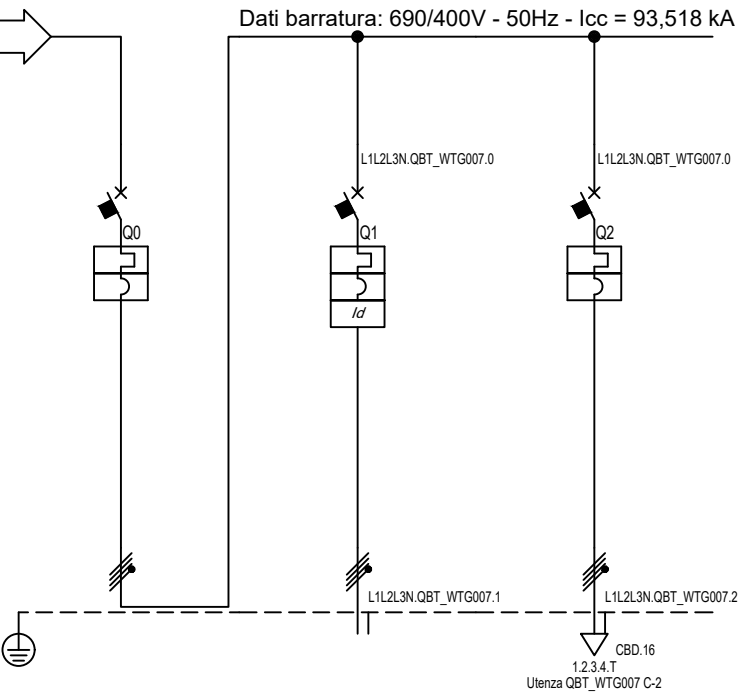 Dati barratura: 690/400V - 50Hz - Icc = 93,518 kA
L1L2L3N.QBT_WTG007.0
L1L2L3N.QBT_WTG007.0
Q0
Q1
Q2
Id
L1L2L3N.QBT_WTG007.1
L1L2L3N.QBT_WTG007.2
CBD.16
1.2.3.4.T
Utenza QBT_WTG007 C-2